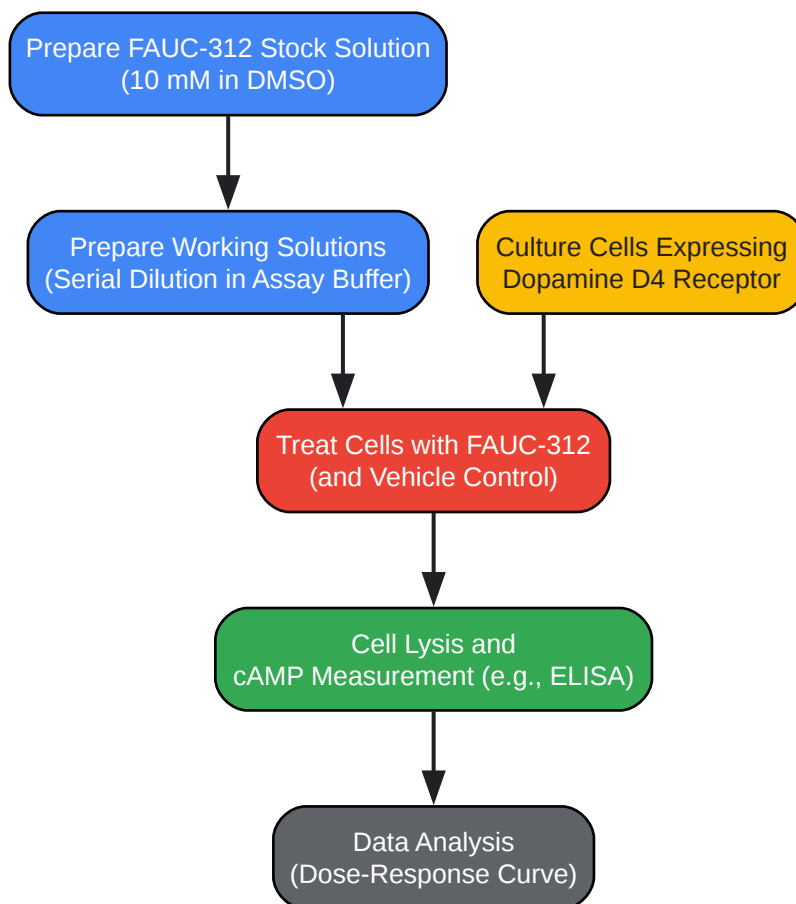 Prepare FAUC-312 Stock Solution
(10 mM in DMSO)
Prepare Working Solutions
(Serial Dilution in Assay Buffer)
Culture Cells Expressing
Dopamine D4 Receptor
Treat Cells with FAUC-312
(and Vehicle Control)
Cell Lysis and
cAMP Measurement (e.g., ELISA)
Data Analysis
(Dose-Response Curve)